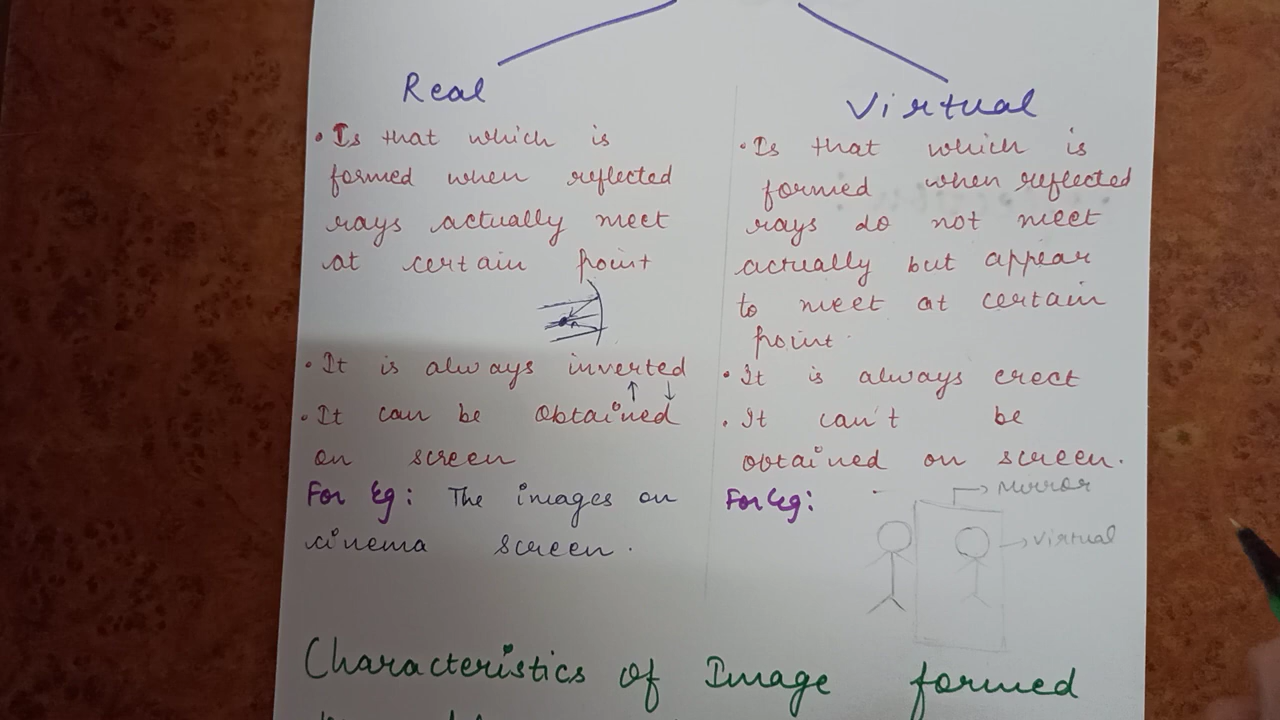 Real
• Is that which is
formed when reflected
rays actually meet
at certain point
• It is always inverted
• It can be obtained
on screen
For Eg: The images on
cinema screen.
Virtual
• Is that which is
formed when reflected
rays do not meet
actually but appear
to meet at certain
point.
• It is always erect
• It can't be
obtained on screen.
For eg:
Mirror
Virtual
Characteristics of Image formed